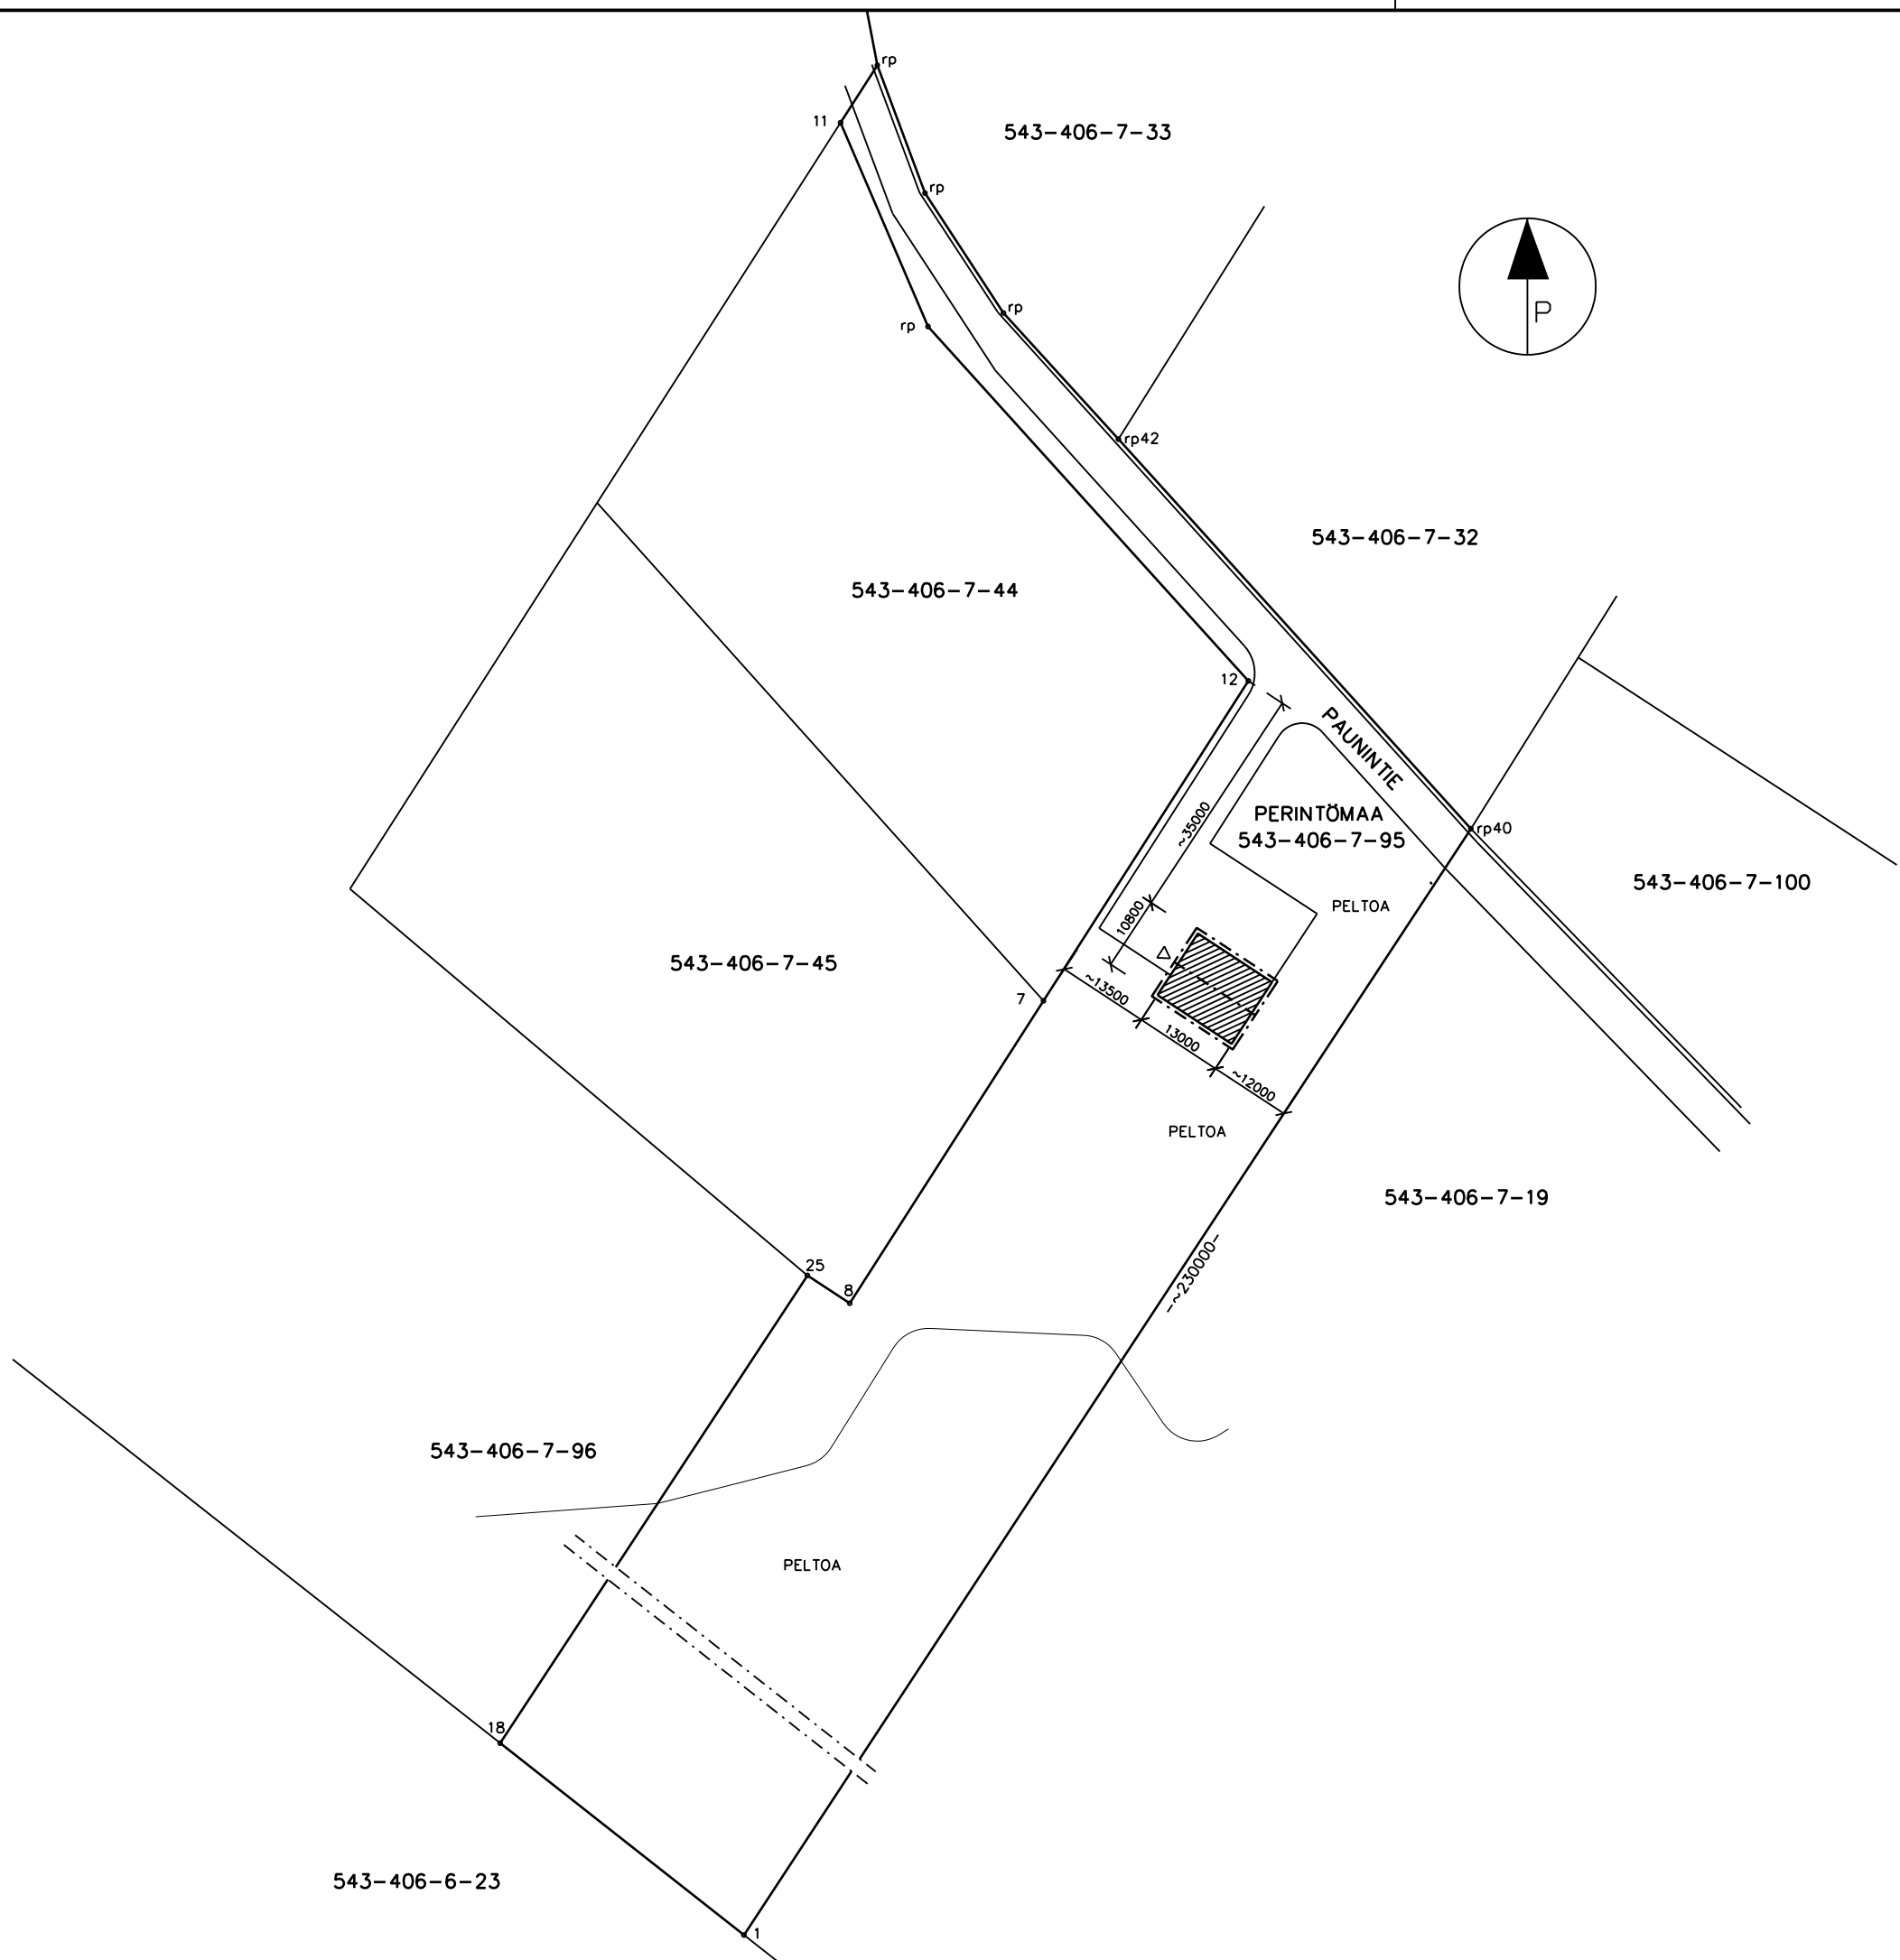 rp
11
543-406-7-33
rp
P
rp
rp
rp42
543-406-7-32
543-406-7-44
12
PAUNINTIE
~35000
PERINTÖMAA
543-406-7-95
rp40
543-406-7-100
PELTOA
10800
543-406-7-45
7
~13500
13000
~12000
PELTOA
543-406-7-19
~230000
25
8
543-406-7-96
PELTOA
18
543-406-6-23
1